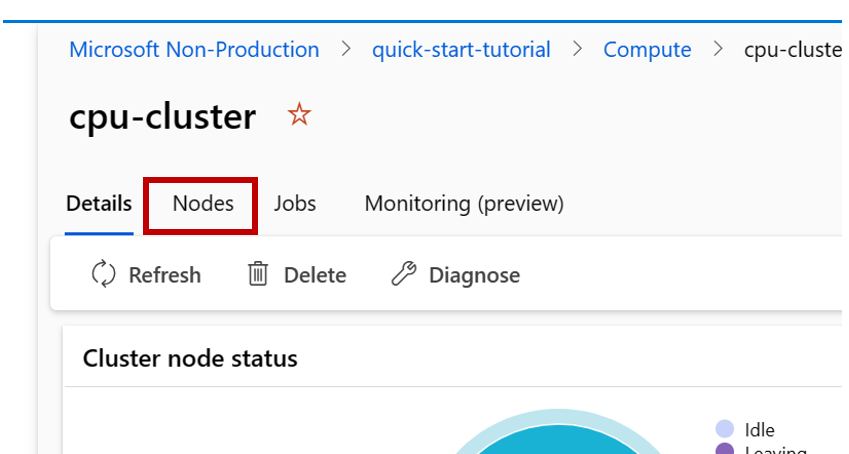 Microsoft Non-Production > quick-start-tutorial > Compute > cpu-cluste
cpu-cluster
Details Nodes Jobs Monitoring (preview)
Refresh Delete Diagnose
Cluster node status
Idle
Leaving